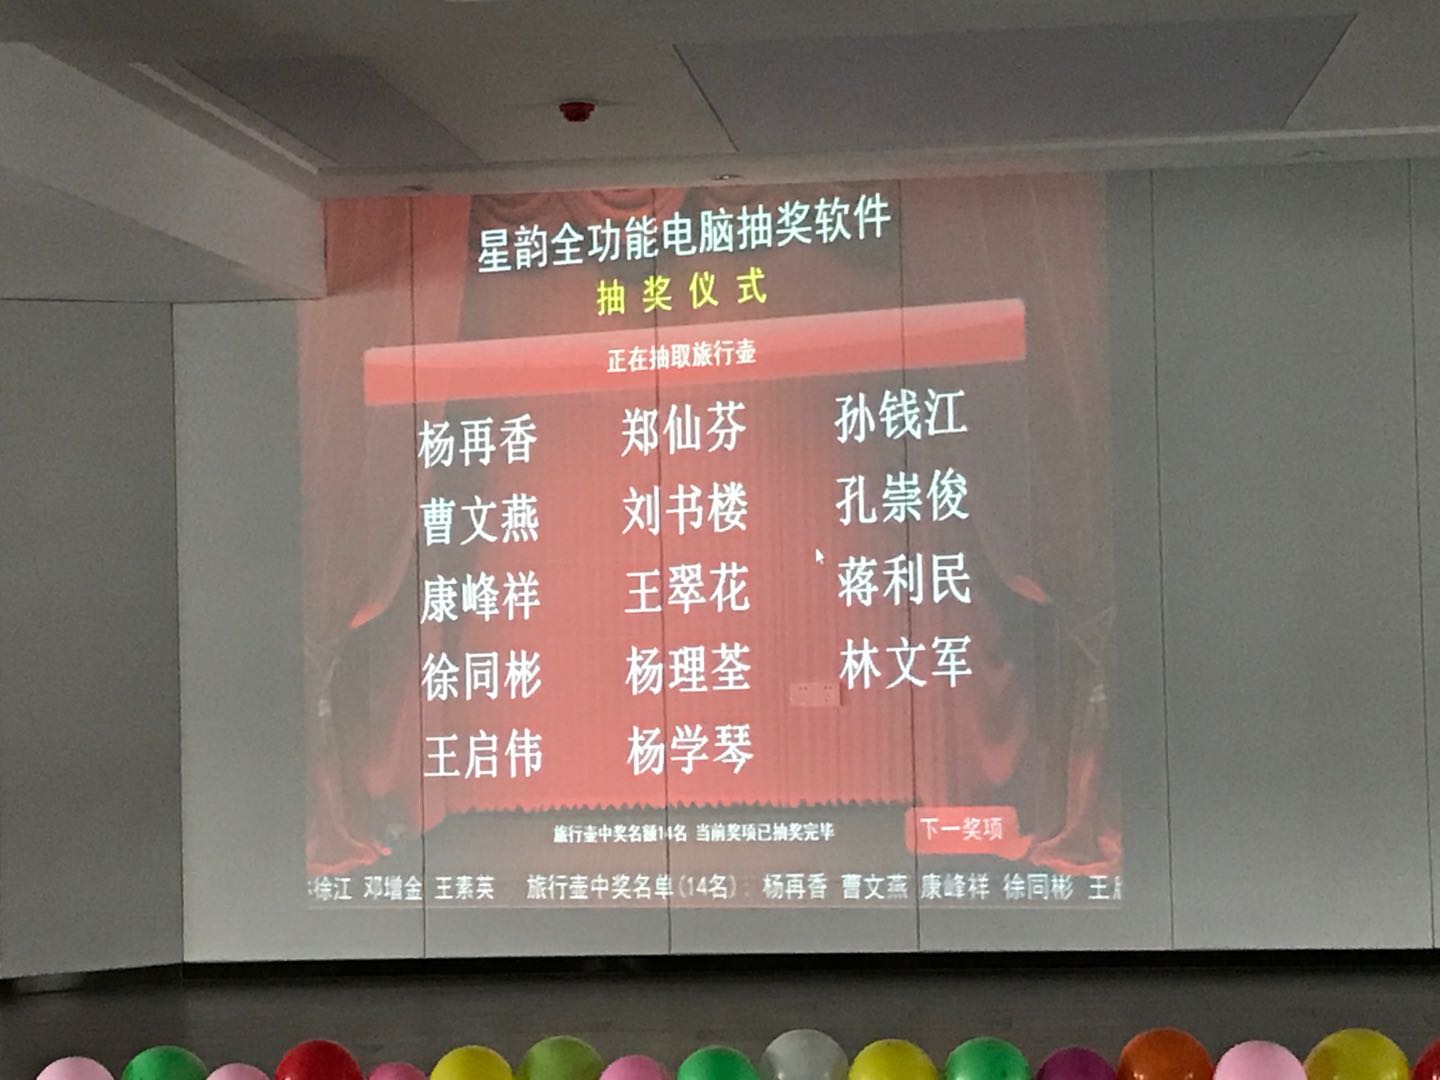 星韵全功能电脑抽奖软件
抽奖仪式
正在抽取旅行壶
杨再香 郑仙芬 孙钱江
曹文燕 刘书楼 孔崇俊
康峰祥 王翠花 蒋利民
徐同彬 杨理荃 林文军
王启伟 杨学琴
旅行壶中奖名额14名 当前奖项已抽奖完毕
下一奖项
徐江 邓增金 王素英 旅行壶中奖名单(14名): 杨再香 曹文燕 康峰祥 徐同彬 王